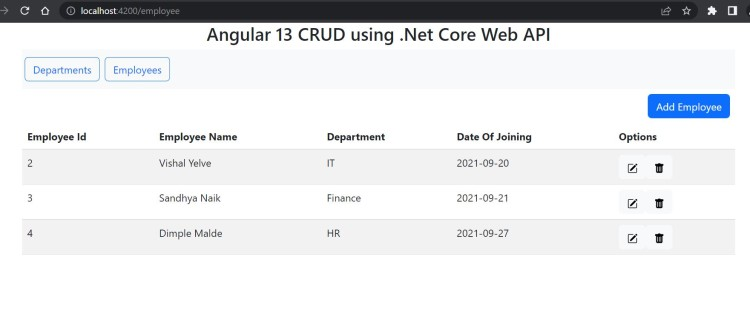 localhost:4200/employee
Angular 13 CRUD using .Net Core Web API
Departments Employees
Add Employee
Employee Id Employee Name Department Date Of Joining Options
2 Vishal Yelve IT 2021-09-20
3 Sandhya Naik Finance 2021-09-21
4 Dimple Malde HR 2021-09-27